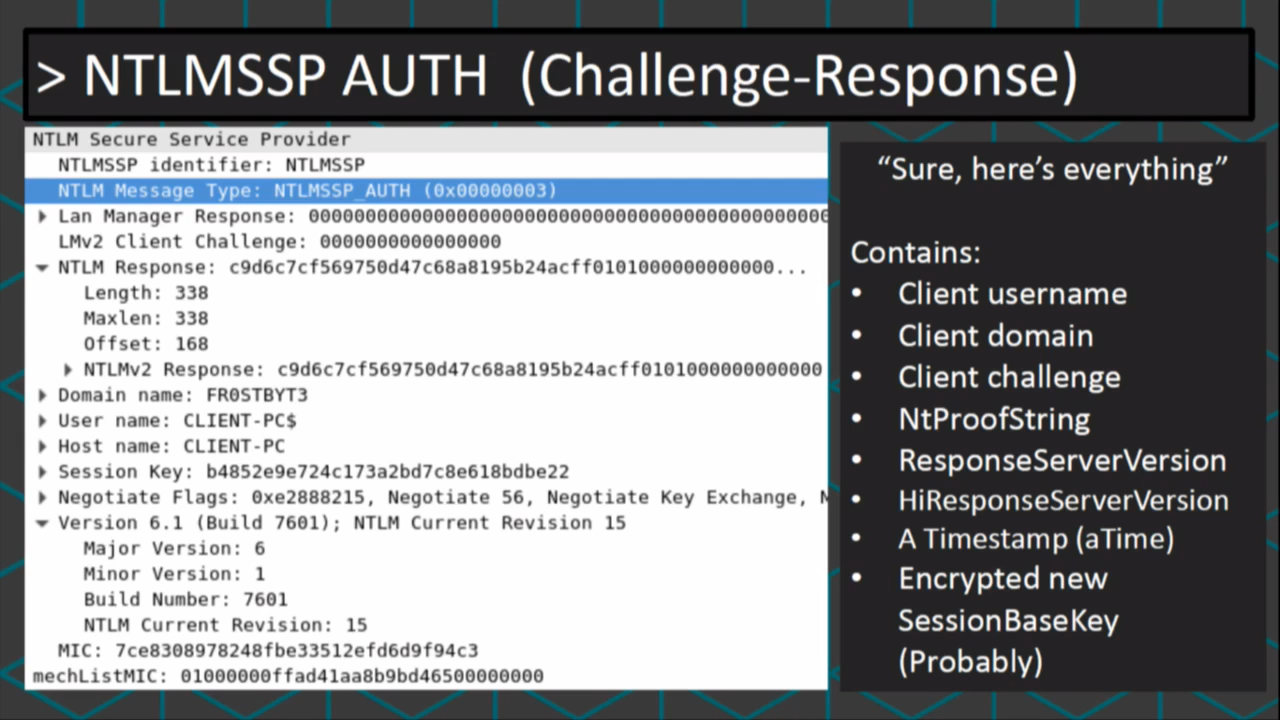 > NTLMSSP AUTH (Challenge-Response)
NTLM Secure Service Provider
NTLMSSP identifier: NTLMSSP
NTLM Message Type: NTLMSSP_AUTH (0x00000003)
Lan Manager Response: 000000000000000000000000000000000000000000000
LMv2 Client Challenge: 0000000000000000
NTLM Response: c9d6c7cf569750d47c68a8195b24acff0101000000000000...
Length: 338
Maxlen: 338
Offset: 168
NTLMv2 Response: c9d6c7cf569750d47c68a8195b24acff0101000000000000
Domain name: FR0STBYT3
User name: CLIENT-PC$
Host name: CLIENT-PC
Session Key: b4852e9e724c173a2bd7c8e618bdbe22
Negotiate Flags: 0xe2888215, Negotiate 56, Negotiate Key Exchange,
Version 6.1 (Build 7601); NTLM Current Revision 15
Major Version: 6
Minor Version: 1
Build Number: 7601
NTLM Current Revision: 15
MIC: 7ce8308978248fbe33512efd6d9f94c3
mechListMIC: 01000000ffad41aa8b9bd46500000000
“Sure, here’s everything”
Contains:
• Client username
• Client domain
• Client challenge
• NtProofString
• ResponseServerVersion
• HiResponseServerVersion
• A Timestamp (aTime)
• Encrypted new
SessionBaseKey
(Probably)